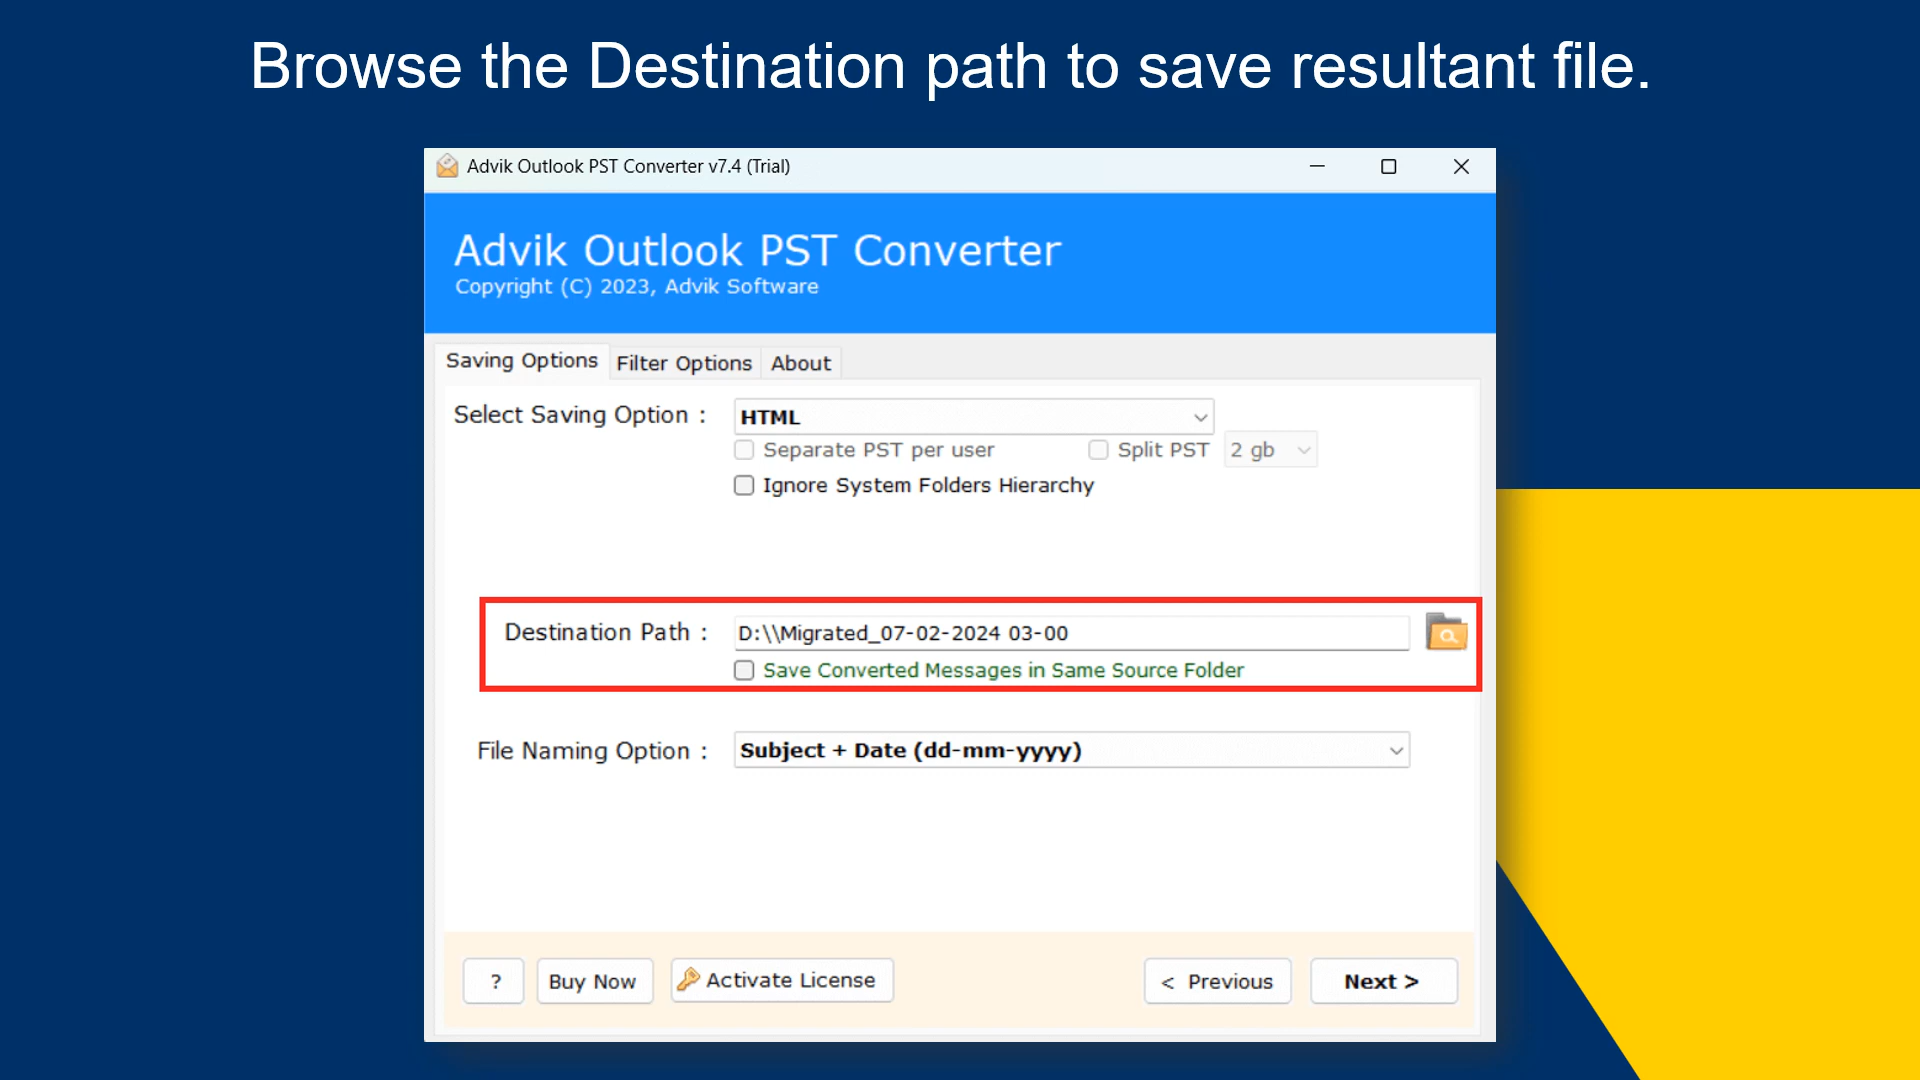 Browse the Destination path to save resultant file.
Advik Outlook PST Converter v7.4 (Trial)
Advik Outlook PST Converter
Copyright (C) 2023, Advik Software
Saving Options Filter Options About
Select Saving Option : HTML
Separate PST per user Split PST 2 gb
Ignore System Folders Hierarchy
Destination Path : D:\\Migrated_07-02-2024 03-00
Save Converted Messages in Same Source Folder
File Naming Option : Subject + Date (dd-mm-yyyy)
? Buy Now Activate License < Previous Next >